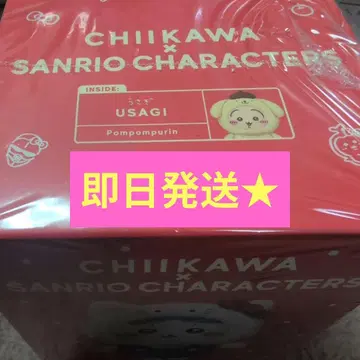 CHIIKAWA
×
SANRIO CHARACTERS
INSIDE:
うさぎ
USAGI
Pompompurin
即日発送★
CHIIKAWA
×
SANRIO CHARACTERS